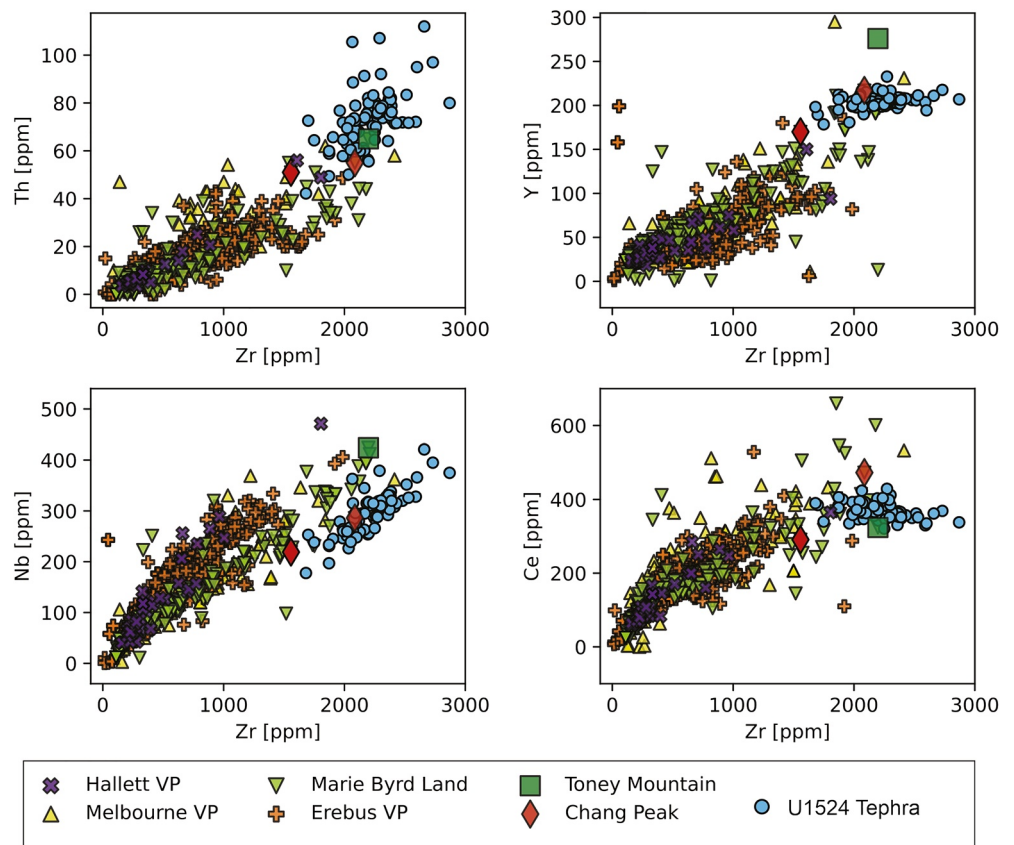 100
80
60
40
20
0
Th [ppm]
0 1000 2000 3000
Zr [ppm]
300
250
200
150
100
50
0
Y [ppm]
0 1000 2000 3000
Zr [ppm]
500
400
300
200
100
0
Nb [ppm]
0 1000 2000 3000
Zr [ppm]
600
400
200
0
Ce [ppm]
0 1000 2000 3000
Zr [ppm]
Hallett VP Marie Byrd Land Toney Mountain
Melbourne VP Erebus VP Chang Peak U1524 Tephra